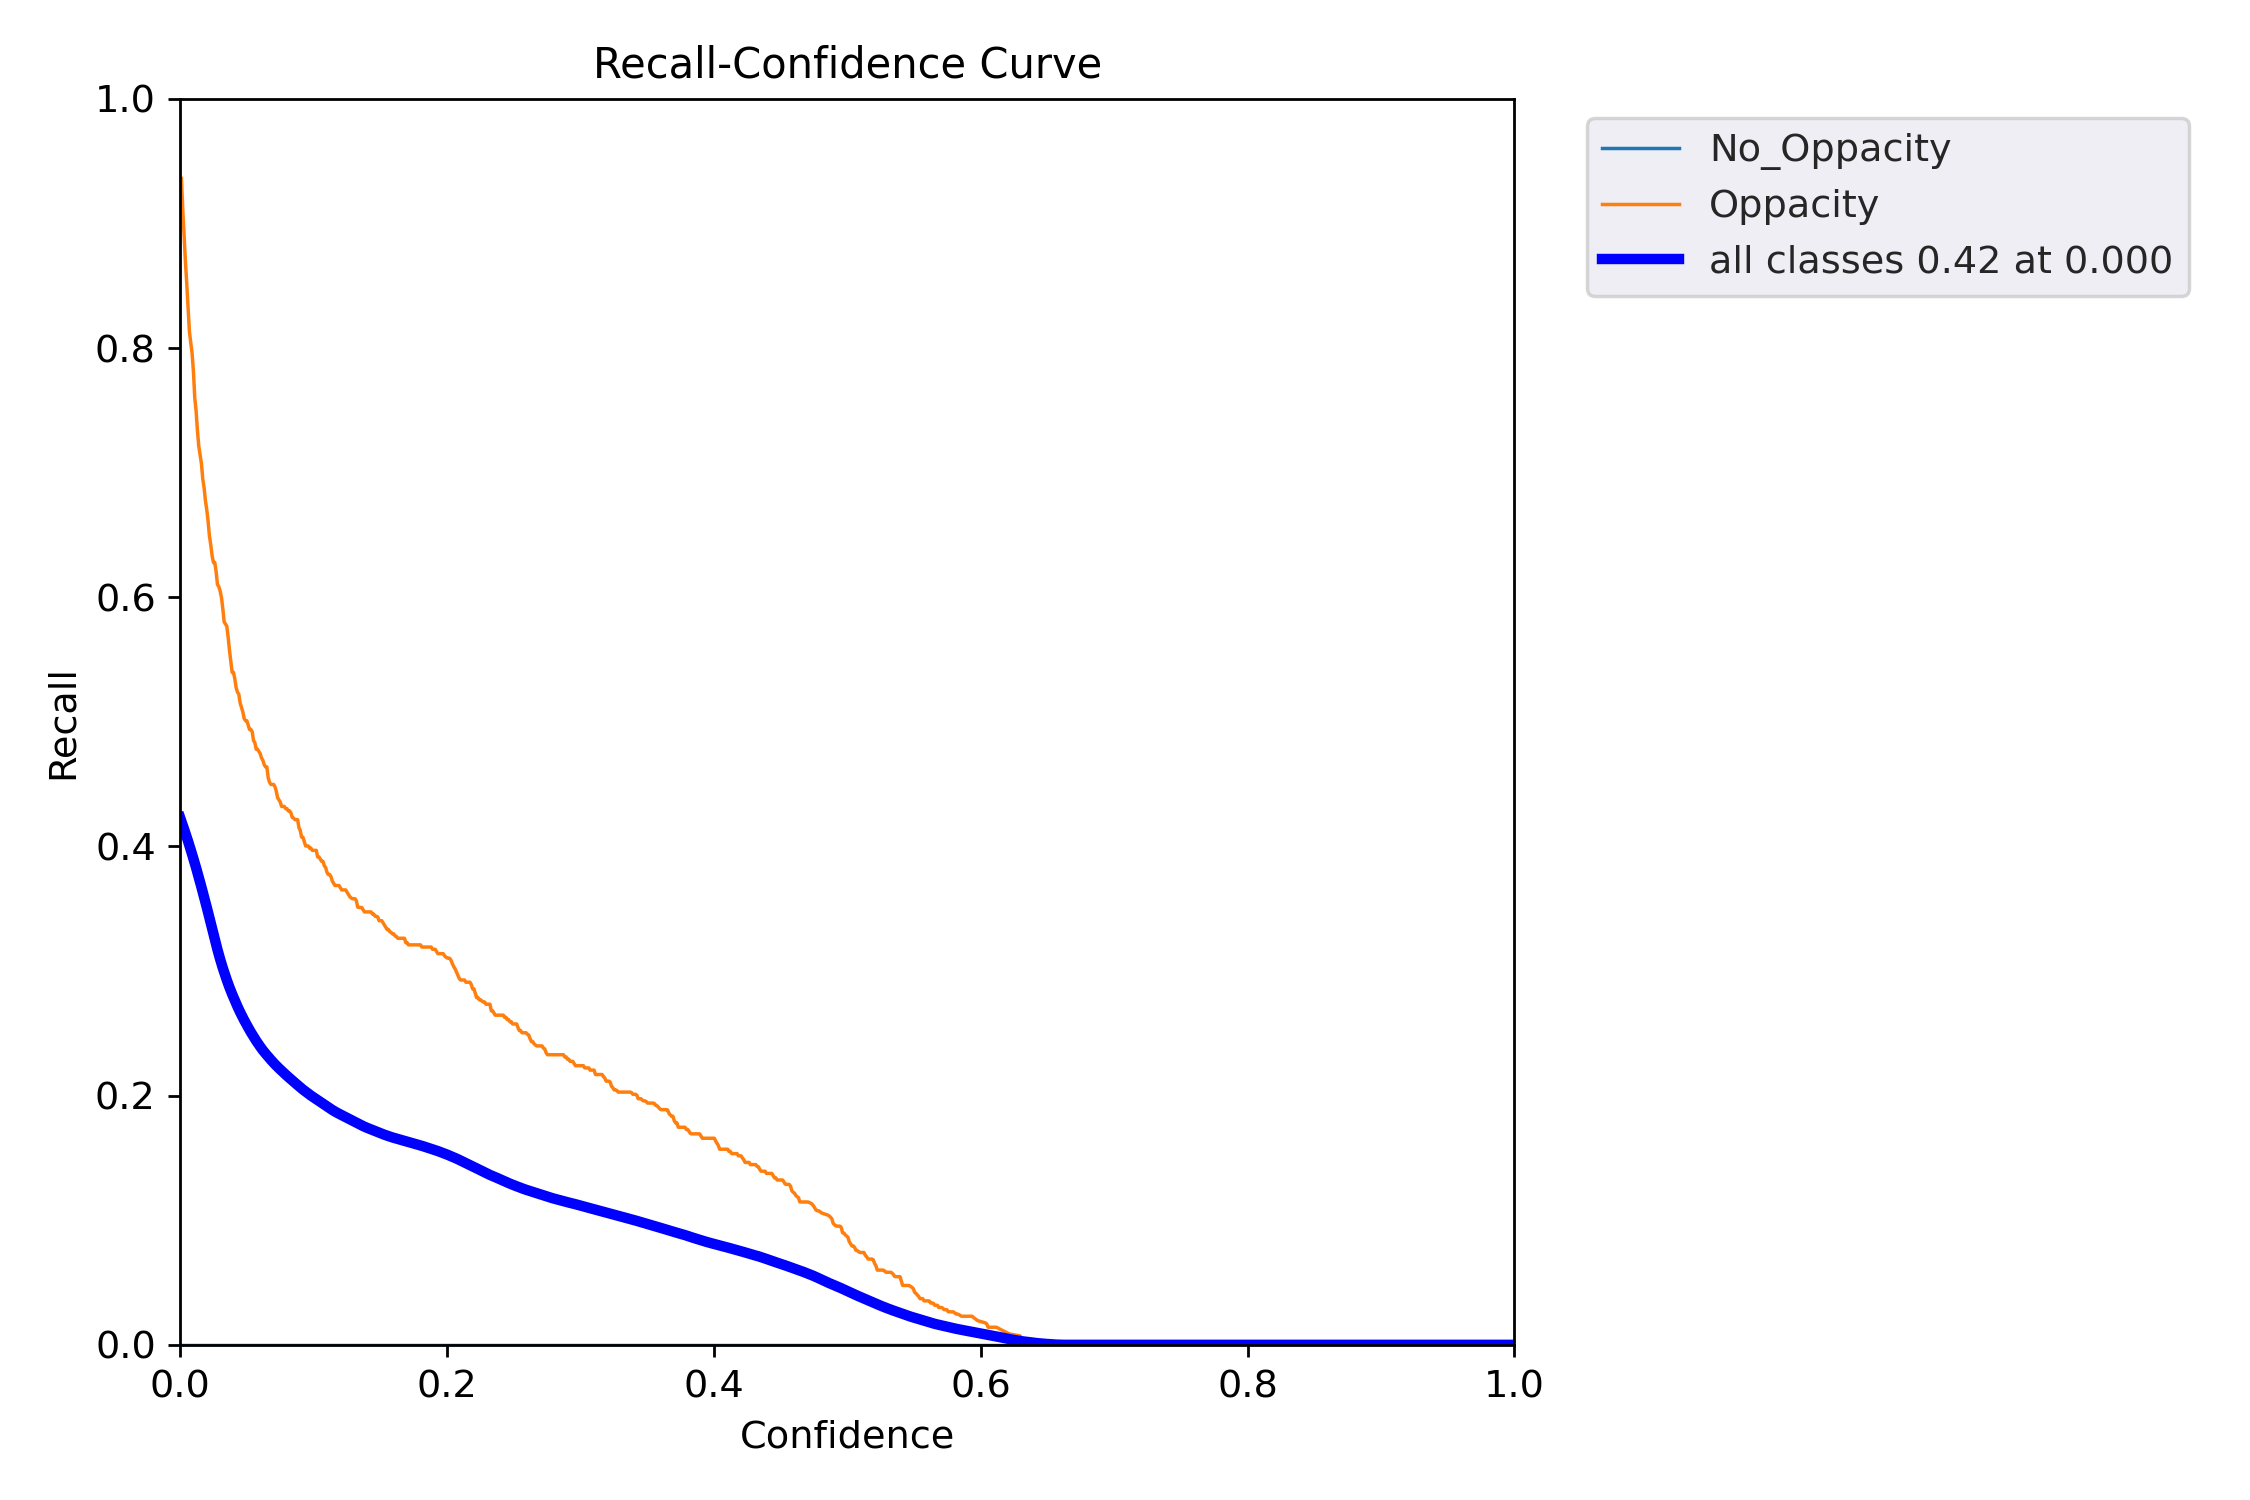 Recall-Confidence Curve
1.0
0.8
0.6
0.4
0.2
0.0
Recall
0.0 0.2 0.4 0.6 0.8 1.0
Confidence
No_Oppacity
Oppacity
all classes 0.42 at 0.000